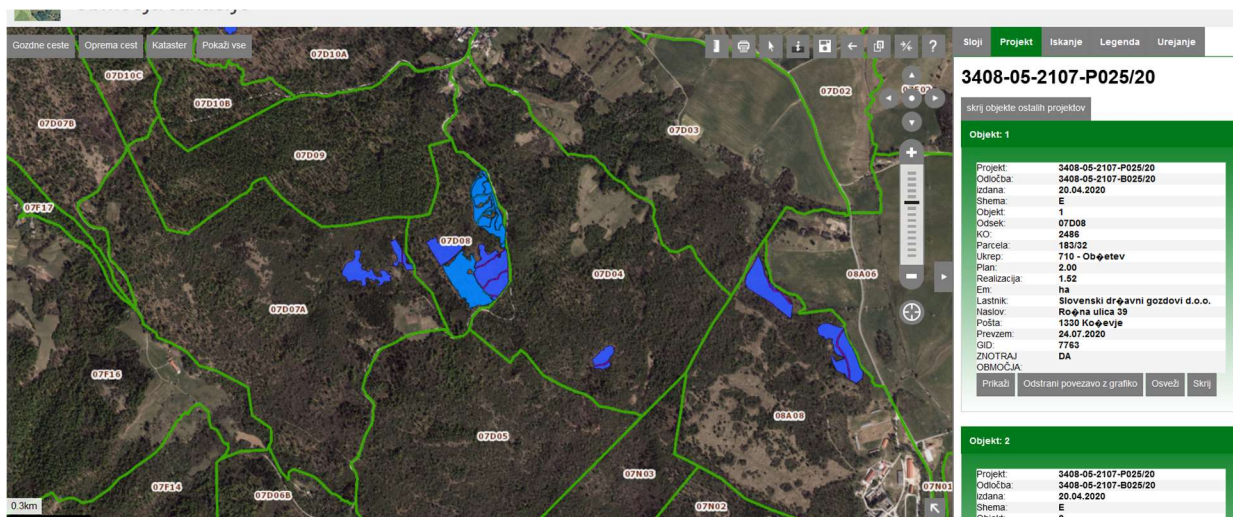 Gozdne ceste Oprema cest Kataster Pokaži vse
?
Sloji Projekt Iskanje Legenda Urejanje
3408-05-2107-P025/20
skrij objekte ostalih projektov
Objekt: 1
Projekt: 3408-05-2107-P025/20
Odločba: 3408-05-2107-B025/20
izdana: 20.04.2020
Shema: E
Objekt: 1
Odsek: 07D08
KO: 2486
Parcela: 183/32
Ukrep: 710 - Ob�etev
Plan: 2.00
Realizacija: 1.52
Em: ha
Lastnik: Slovenski dr�avni gozdovi d.o.o.
Naslov: Ro�na ulica 39
Pošta: 1330 Ko�evje
Prevzem: 24.07.2020
GID: 7763
ZNOTRAJ DA
OBMOČJA:
Prikaži Odstrani povezavo z grafiko Osveži Skrij
Objekt: 2
Projekt: 3408-05-2107-P025/20
Odločba: 3408-05-2107-B025/20
izdana: 20.04.2020
Shema: E
07D10A
07D10C
07D10B
07D02
07D07B
07D03
07D09
07F17
07D08
07D04
08A06
07D07A
07F16
08A08
07D05
07N03
07F14
07D06B
07N02
07N01
0.3km